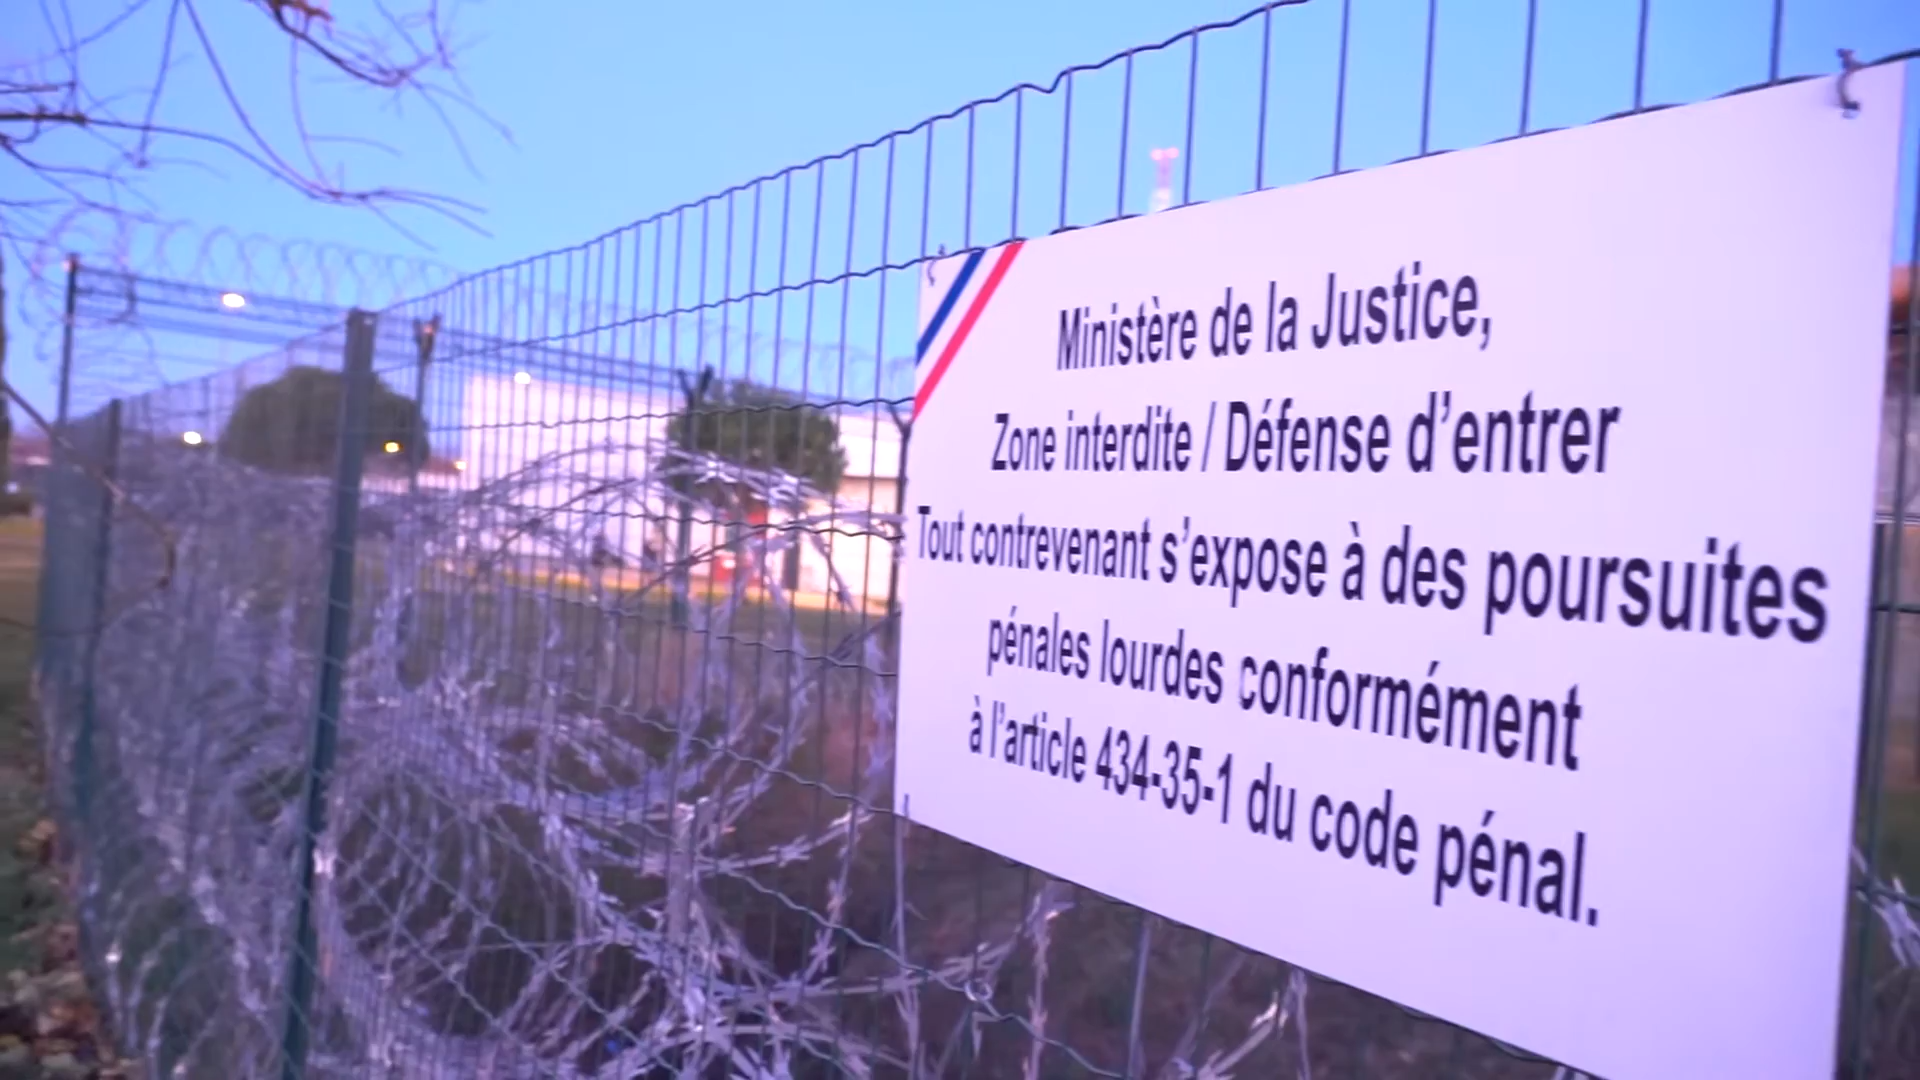 Ministère de la Justice,
Zone interdite / Défense d'entrer
Tout contrevenant s'expose à des poursuites
pénales lourdes conformément
à l'article 434-35-1 du code pénal.